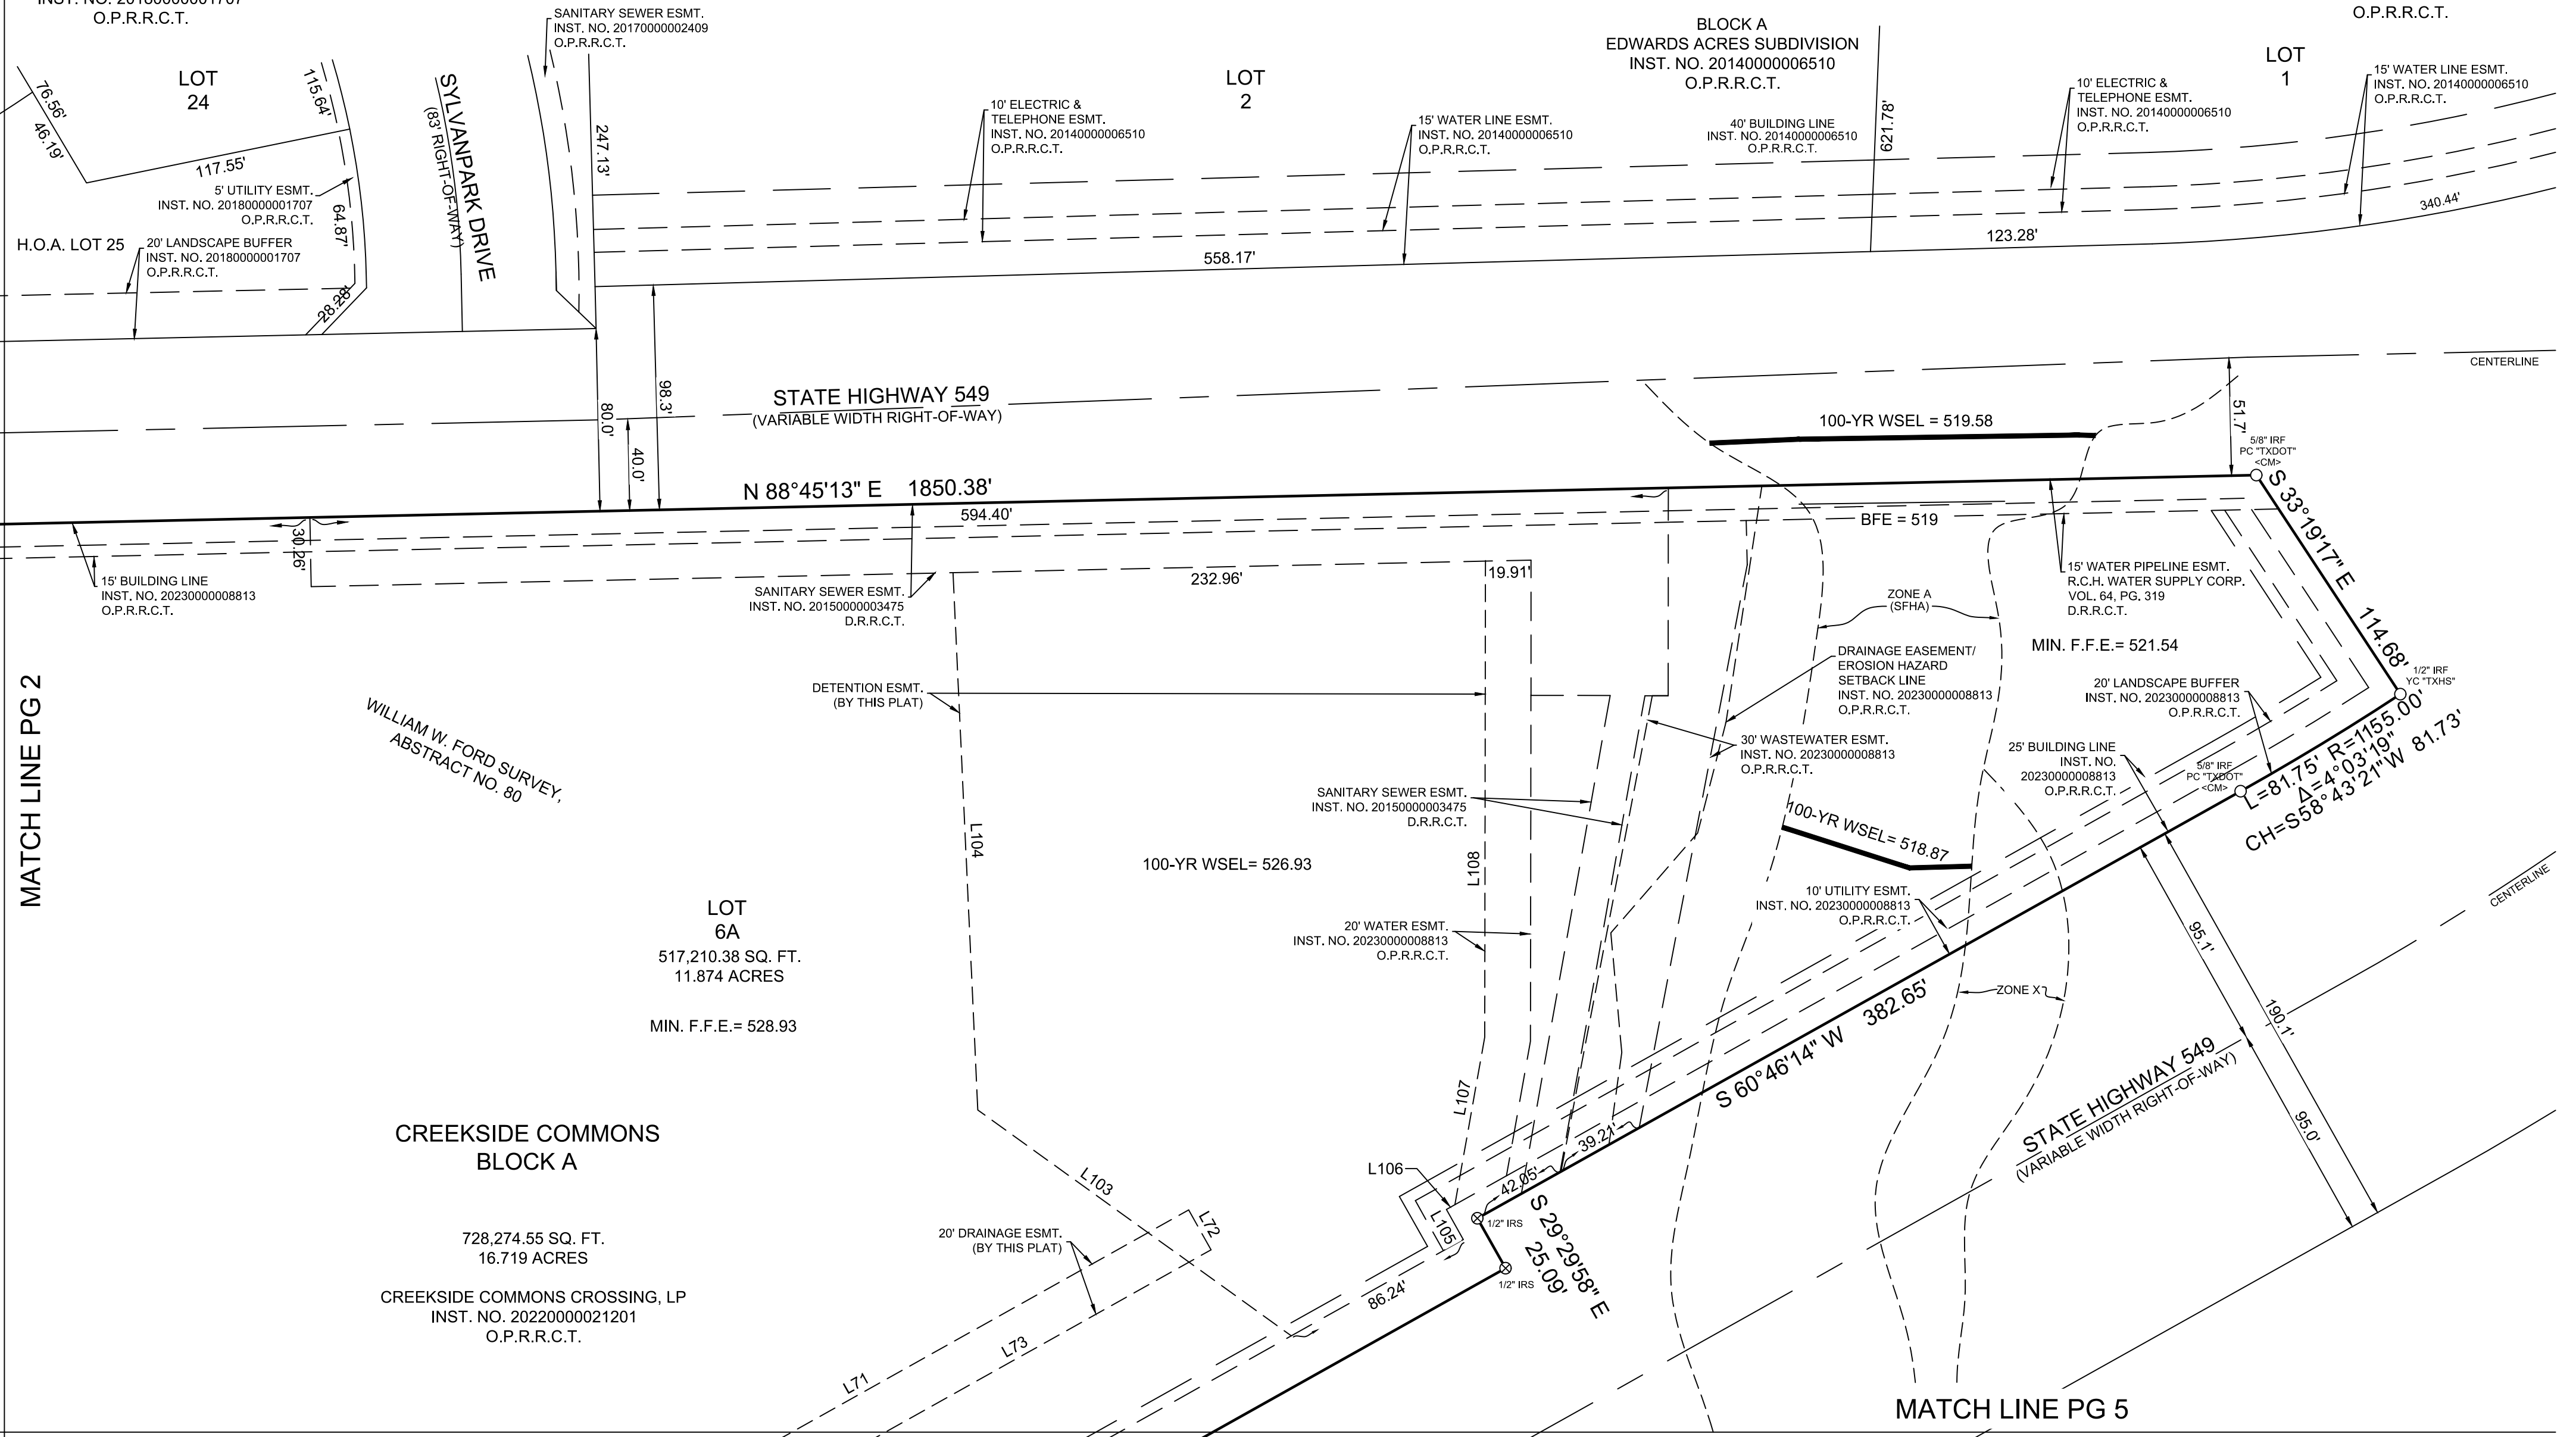 INST. NO. 20180000001707
O.P.R.R.C.T.
LOT
24
76.56'
46.19'
115.64'
117.55'
5' UTILITY ESMT.
INST. NO. 20180000001707
O.P.R.R.C.T.
64.87'
H.O.A. LOT 25
20' LANDSCAPE BUFFER
INST. NO. 20180000001707
O.P.R.R.C.T.
28.28'
SYLVANPARK DRIVE
(83' RIGHT-OF-WAY)
SANITARY SEWER ESMT.
INST. NO. 20170000002409
O.P.R.R.C.T.
247.13'
10' ELECTRIC &
TELEPHONE ESMT.
INST. NO. 20140000006510
O.P.R.R.C.T.
LOT
2
15' WATER LINE ESMT.
INST. NO. 20140000006510
O.P.R.R.C.T.
BLOCK A
EDWARDS ACRES SUBDIVISION
INST. NO. 20140000006510
O.P.R.R.C.T.
40' BUILDING LINE
INST. NO. 20140000006510
O.P.R.R.C.T.
621.78'
O.P.R.R.C.T.
LOT
1
10' ELECTRIC &
TELEPHONE ESMT.
INST. NO. 20140000006510
O.P.R.R.C.T.
15' WATER LINE ESMT.
INST. NO. 20140000006510
O.P.R.R.C.T.
558.17'
123.28'
340.44'
CENTERLINE
80.0'
98.3'
40.0'
STATE HIGHWAY 549
(VARIABLE WIDTH RIGHT-OF-WAY)
100-YR WSEL = 519.58
51.7'
5/8" IRF
PC "TXDOT"
<CM>
N 88°45'13" E 1850.38'
594.40'
BFE = 519
S 33°19'17" E 114.68'
30.26'
15' BUILDING LINE
INST. NO. 20230000008813
O.P.R.R.C.T.
SANITARY SEWER ESMT.
INST. NO. 20150000003475
D.R.R.C.T.
232.96'
19.91'
15' WATER PIPELINE ESMT.
R.C.H. WATER SUPPLY CORP.
VOL. 64, PG. 319
D.R.R.C.T.
ZONE A
(SFHA)
MIN. F.F.E.= 521.54
DRAINAGE EASEMENT/
EROSION HAZARD
SETBACK LINE
INST. NO. 20230000008813
O.P.R.R.C.T.
1/2" IRF
YC "TXHS"
20' LANDSCAPE BUFFER
INST. NO. 20230000008813
O.P.R.R.C.T.
MATCH LINE PG 2
WILLIAM W. FORD SURVEY,
ABSTRACT NO. 80
DETENTION ESMT.
(BY THIS PLAT)
30' WASTEWATER ESMT.
INST. NO. 20230000008813
O.P.R.R.C.T.
25' BUILDING LINE
INST. NO.
20230000008813
O.P.R.R.C.T.
5/8" IRF
PC "TXDOT"
<CM>
L=81.75' R=1155.00'
Δ=4°03'19"
CH=S58°43'21"W 81.73'
SANITARY SEWER ESMT.
INST. NO. 20150000003475
D.R.R.C.T.
100-YR WSEL= 518.87
L104
100-YR WSEL= 526.93
L108
10' UTILITY ESMT.
INST. NO. 20230000008813
O.P.R.R.C.T.
CENTERLINE
LOT
6A
517,210.38 SQ. FT.
11.874 ACRES
MIN. F.F.E.= 528.93
20' WATER ESMT.
INST. NO. 20230000008813
O.P.R.R.C.T.
95.1'
190.1'
ZONE X
S 60°46'14" W 382.65'
STATE HIGHWAY 549
(VARIABLE WIDTH RIGHT-OF-WAY)
95.0'
L107
39.21'
L106
42.05'
CREEKSIDE COMMONS
BLOCK A
L103
L105
1/2" IRS
S 29°29'58" E
25.09'
1/2" IRS
728,274.55 SQ. FT.
16.719 ACRES
20' DRAINAGE ESMT.
(BY THIS PLAT)
L72
86.24'
CREEKSIDE COMMONS CROSSING, LP
INST. NO. 20220000021201
O.P.R.R.C.T.
L73
L71
MATCH LINE PG 5